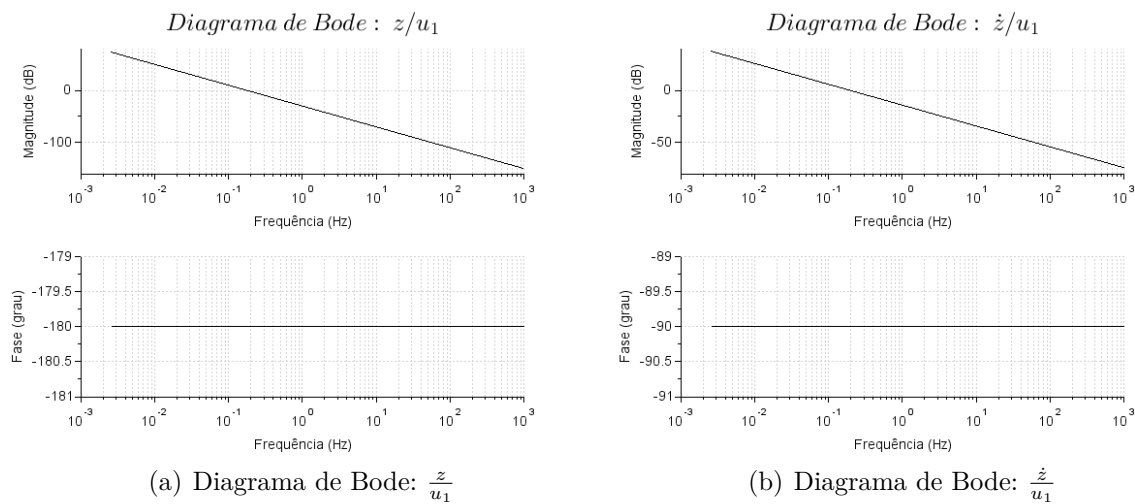 Diagrama de Bode : z/u₁
Magnitude (dB)
0
-100
10⁻³ 10⁻² 10⁻¹ 10⁰ 10¹ 10² 10³
Frequência (Hz)
Fase (grau)
-179
-179.5
-180
-180.5
-181
10⁻³ 10⁻² 10⁻¹ 10⁰ 10¹ 10² 10³
Frequência (Hz)
(a) Diagrama de Bode: z/u₁
Diagrama de Bode : ż/u₁
Magnitude (dB)
0
-50
10⁻³ 10⁻² 10⁻¹ 10⁰ 10¹ 10² 10³
Frequência (Hz)
Fase (grau)
-89
-89.5
-90
-90.5
-91
10⁻³ 10⁻² 10⁻¹ 10⁰ 10¹ 10² 10³
Frequência (Hz)
(b) Diagrama de Bode: ż/u₁